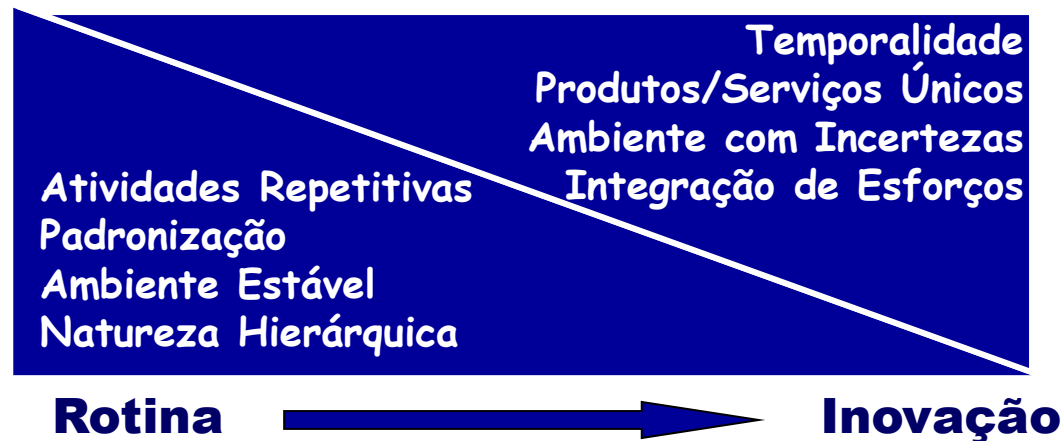 Temporalidade
Produtos/Serviços Únicos
Ambiente com Incertezas
Integração de Esforços
Atividades Repetitivas
Padronização
Ambiente Estável
Natureza Hierárquica
Rotina
Inovação